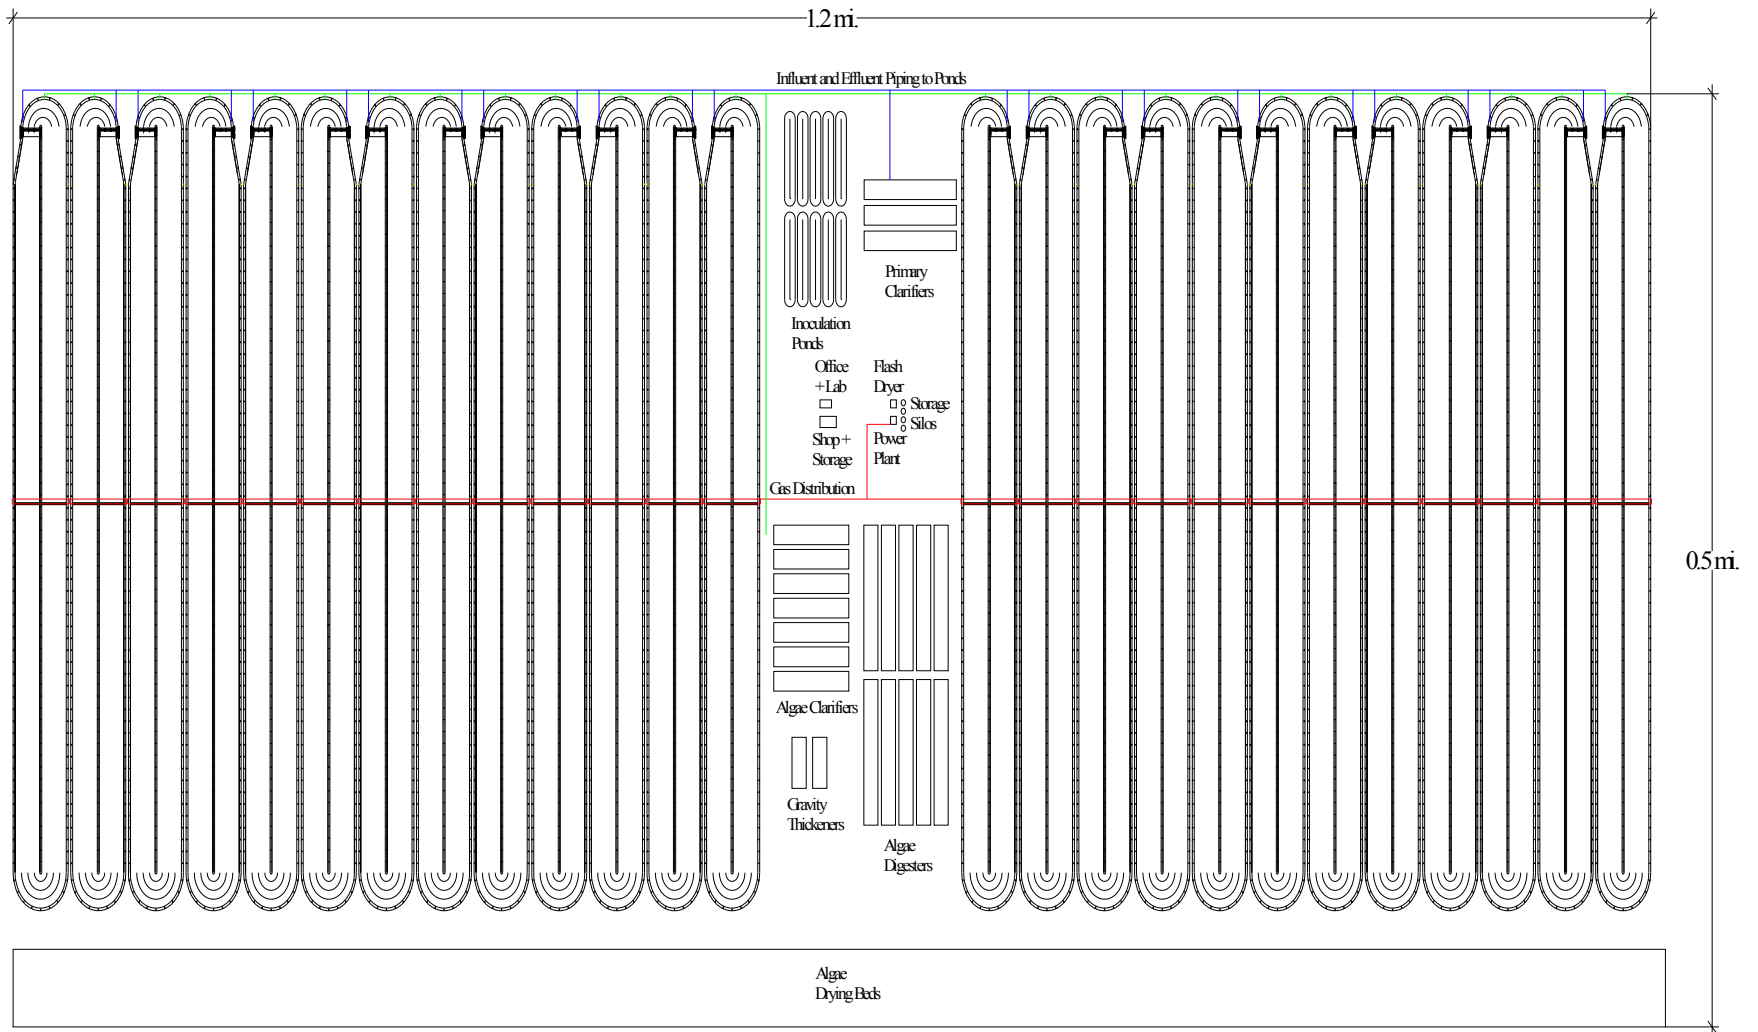 1.2 mi.
Influent and Effluent Piping to Ponds
Primary
Clarifiers
Inoculation
Ponds
Office
+ Lab
Flash
Dryer
Storage
Silos
Shop +
Storage
Power
Plant
Gas Distribution
0.5 mi.
Algae Clarifiers
Gravity
Thickeners
Algae
Digesters
Algae
Drying Beds